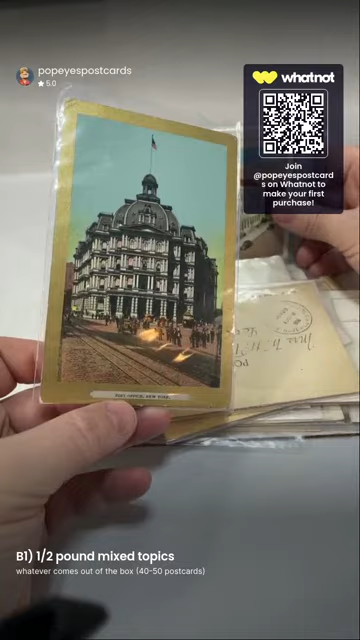 popeyespostcards
5.0
whatnot
Join
@popeyespostcard
s on Whatnot to
make your first
purchase!
POST OFFICE, NEW YORK.
Mrs
B1) 1/2 pound mixed topics
whatever comes out of the box (40-50 postcards)